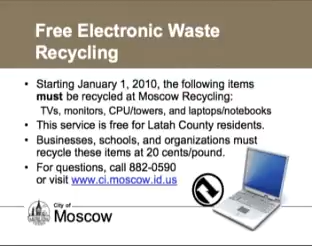 Free Electronic Waste
Recycling
• Starting January 1, 2010, the following items
must be recycled at Moscow Recycling:
TVs, monitors, CPU/towers, and laptops/notebooks
• This service is free for Latah County residents.
• Businesses, schools, and organizations must
recycle these items at 20 cents/pound.
• For questions, call 882-0590
or visit www.ci.moscow.id.us
City of
Moscow